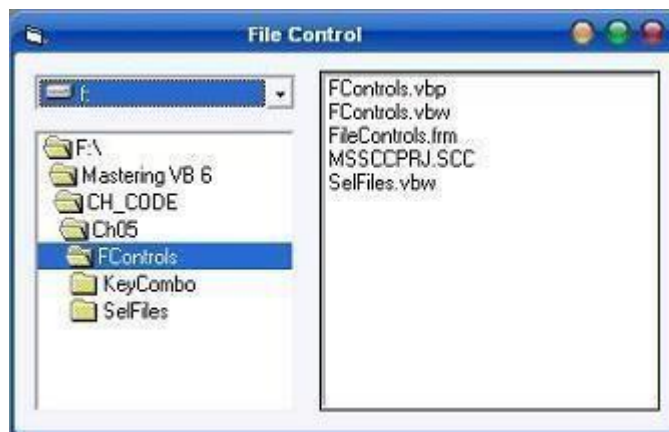 File Control
f:
F:\
Mastering VB 6
CH_CODE
Ch05
FControls
KeyCombo
SelFiles
FControls.vbp
FControls.vbw
FileControls.frm
MSSCCPRJ.SCC
SelFiles.vbw